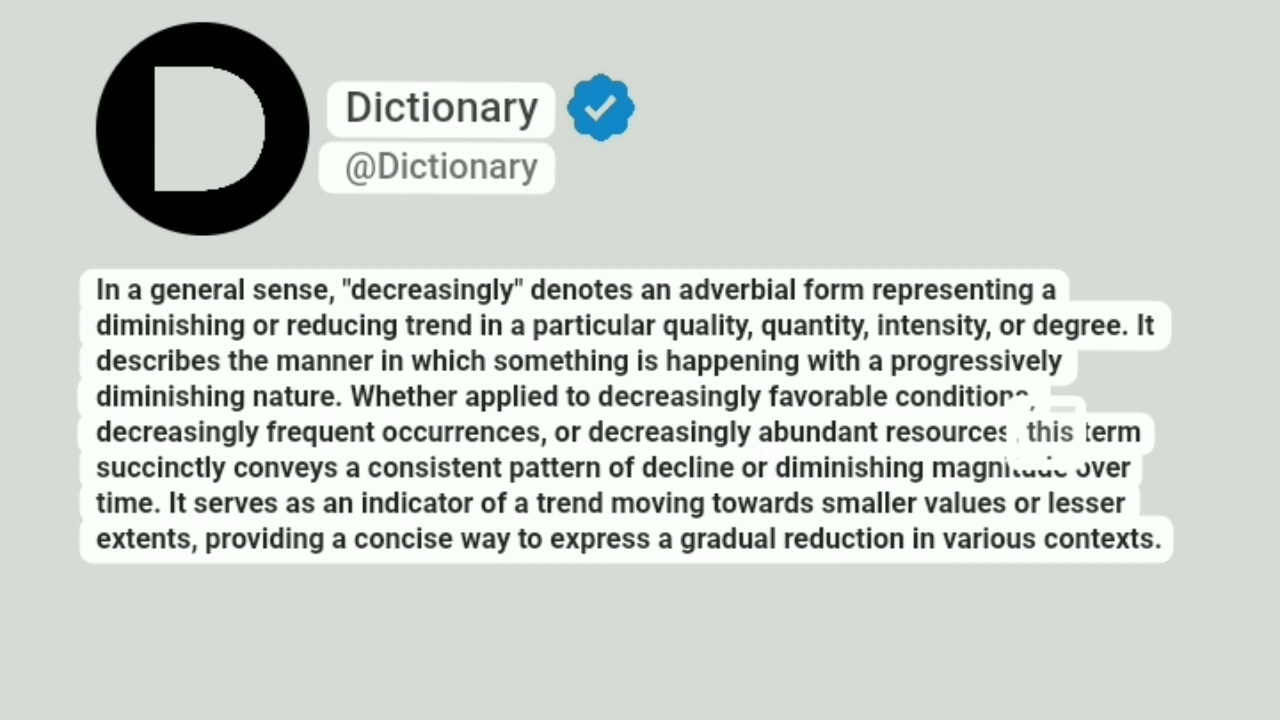 Dictionary
@Dictionary
In a general sense, "decreasingly" denotes an adverbial form representing a
diminishing or reducing trend in a particular quality, quantity, intensity, or degree. It
describes the manner in which something is happening with a progressively
diminishing nature. Whether applied to decreasingly favorable conditions,
decreasingly frequent occurrences, or decreasingly abundant resources, this term
succinctly conveys a consistent pattern of decline or diminishing magnitude over
time. It serves as an indicator of a trend moving towards smaller values or lesser
extents, providing a concise way to express a gradual reduction in various contexts.